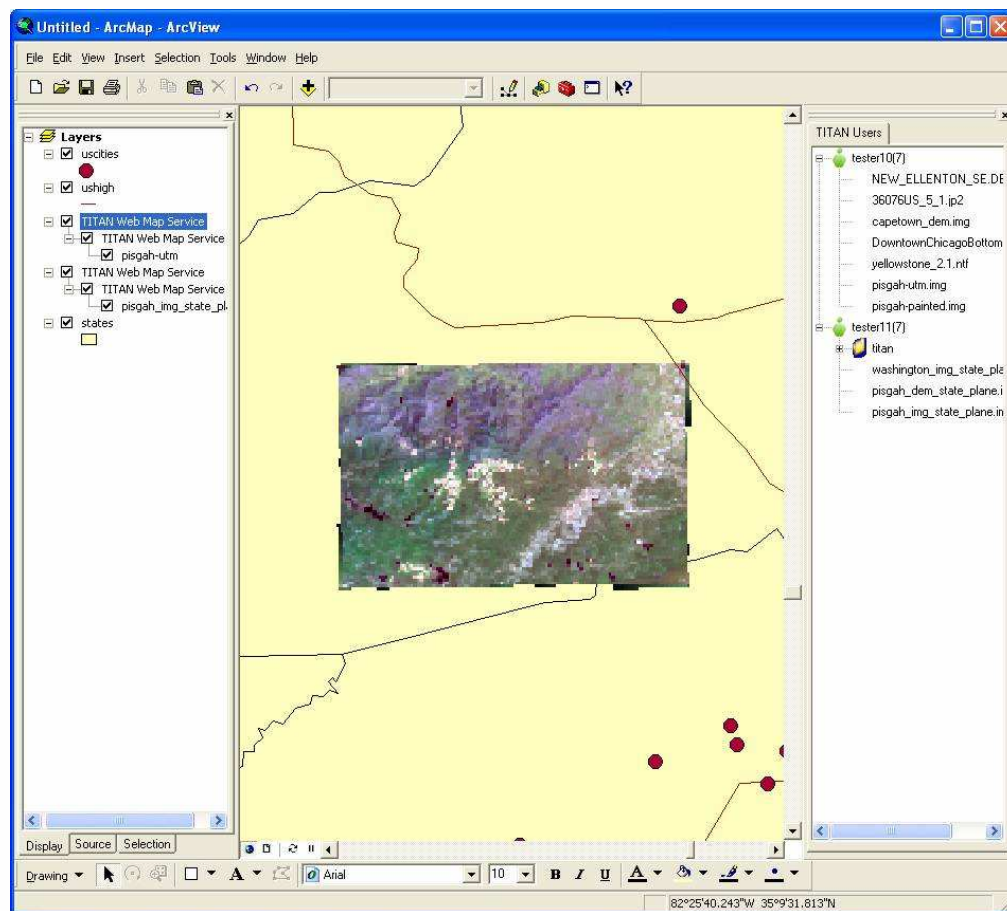 Untitled - ArcMap - ArcView
File Edit View Insert Selection Tools Window Help
Layers
uscities
ushigh
TITAN Web Map Service
TITAN Web Map Service
pisgah-utm
TITAN Web Map Service
TITAN Web Map Service
pisgah_img_state_pl
states
Display Source Selection
TITAN Users
tester10(7)
NEW_ELLENTON_SE.DE
36076US_5_1.jp2
capetown_dem.img
DowntownChicagoBottom
yellowstone_2.1.ntf
pisgah-utm.img
pisgah-painted.img
tester11(7)
titan
washington_img_state_pla
pisgah_dem_state_plane.i
pisgah_img_state_plane.in
Drawing A Arial 10 B I U A
82°25'40.243"W 35°9'31.813"N